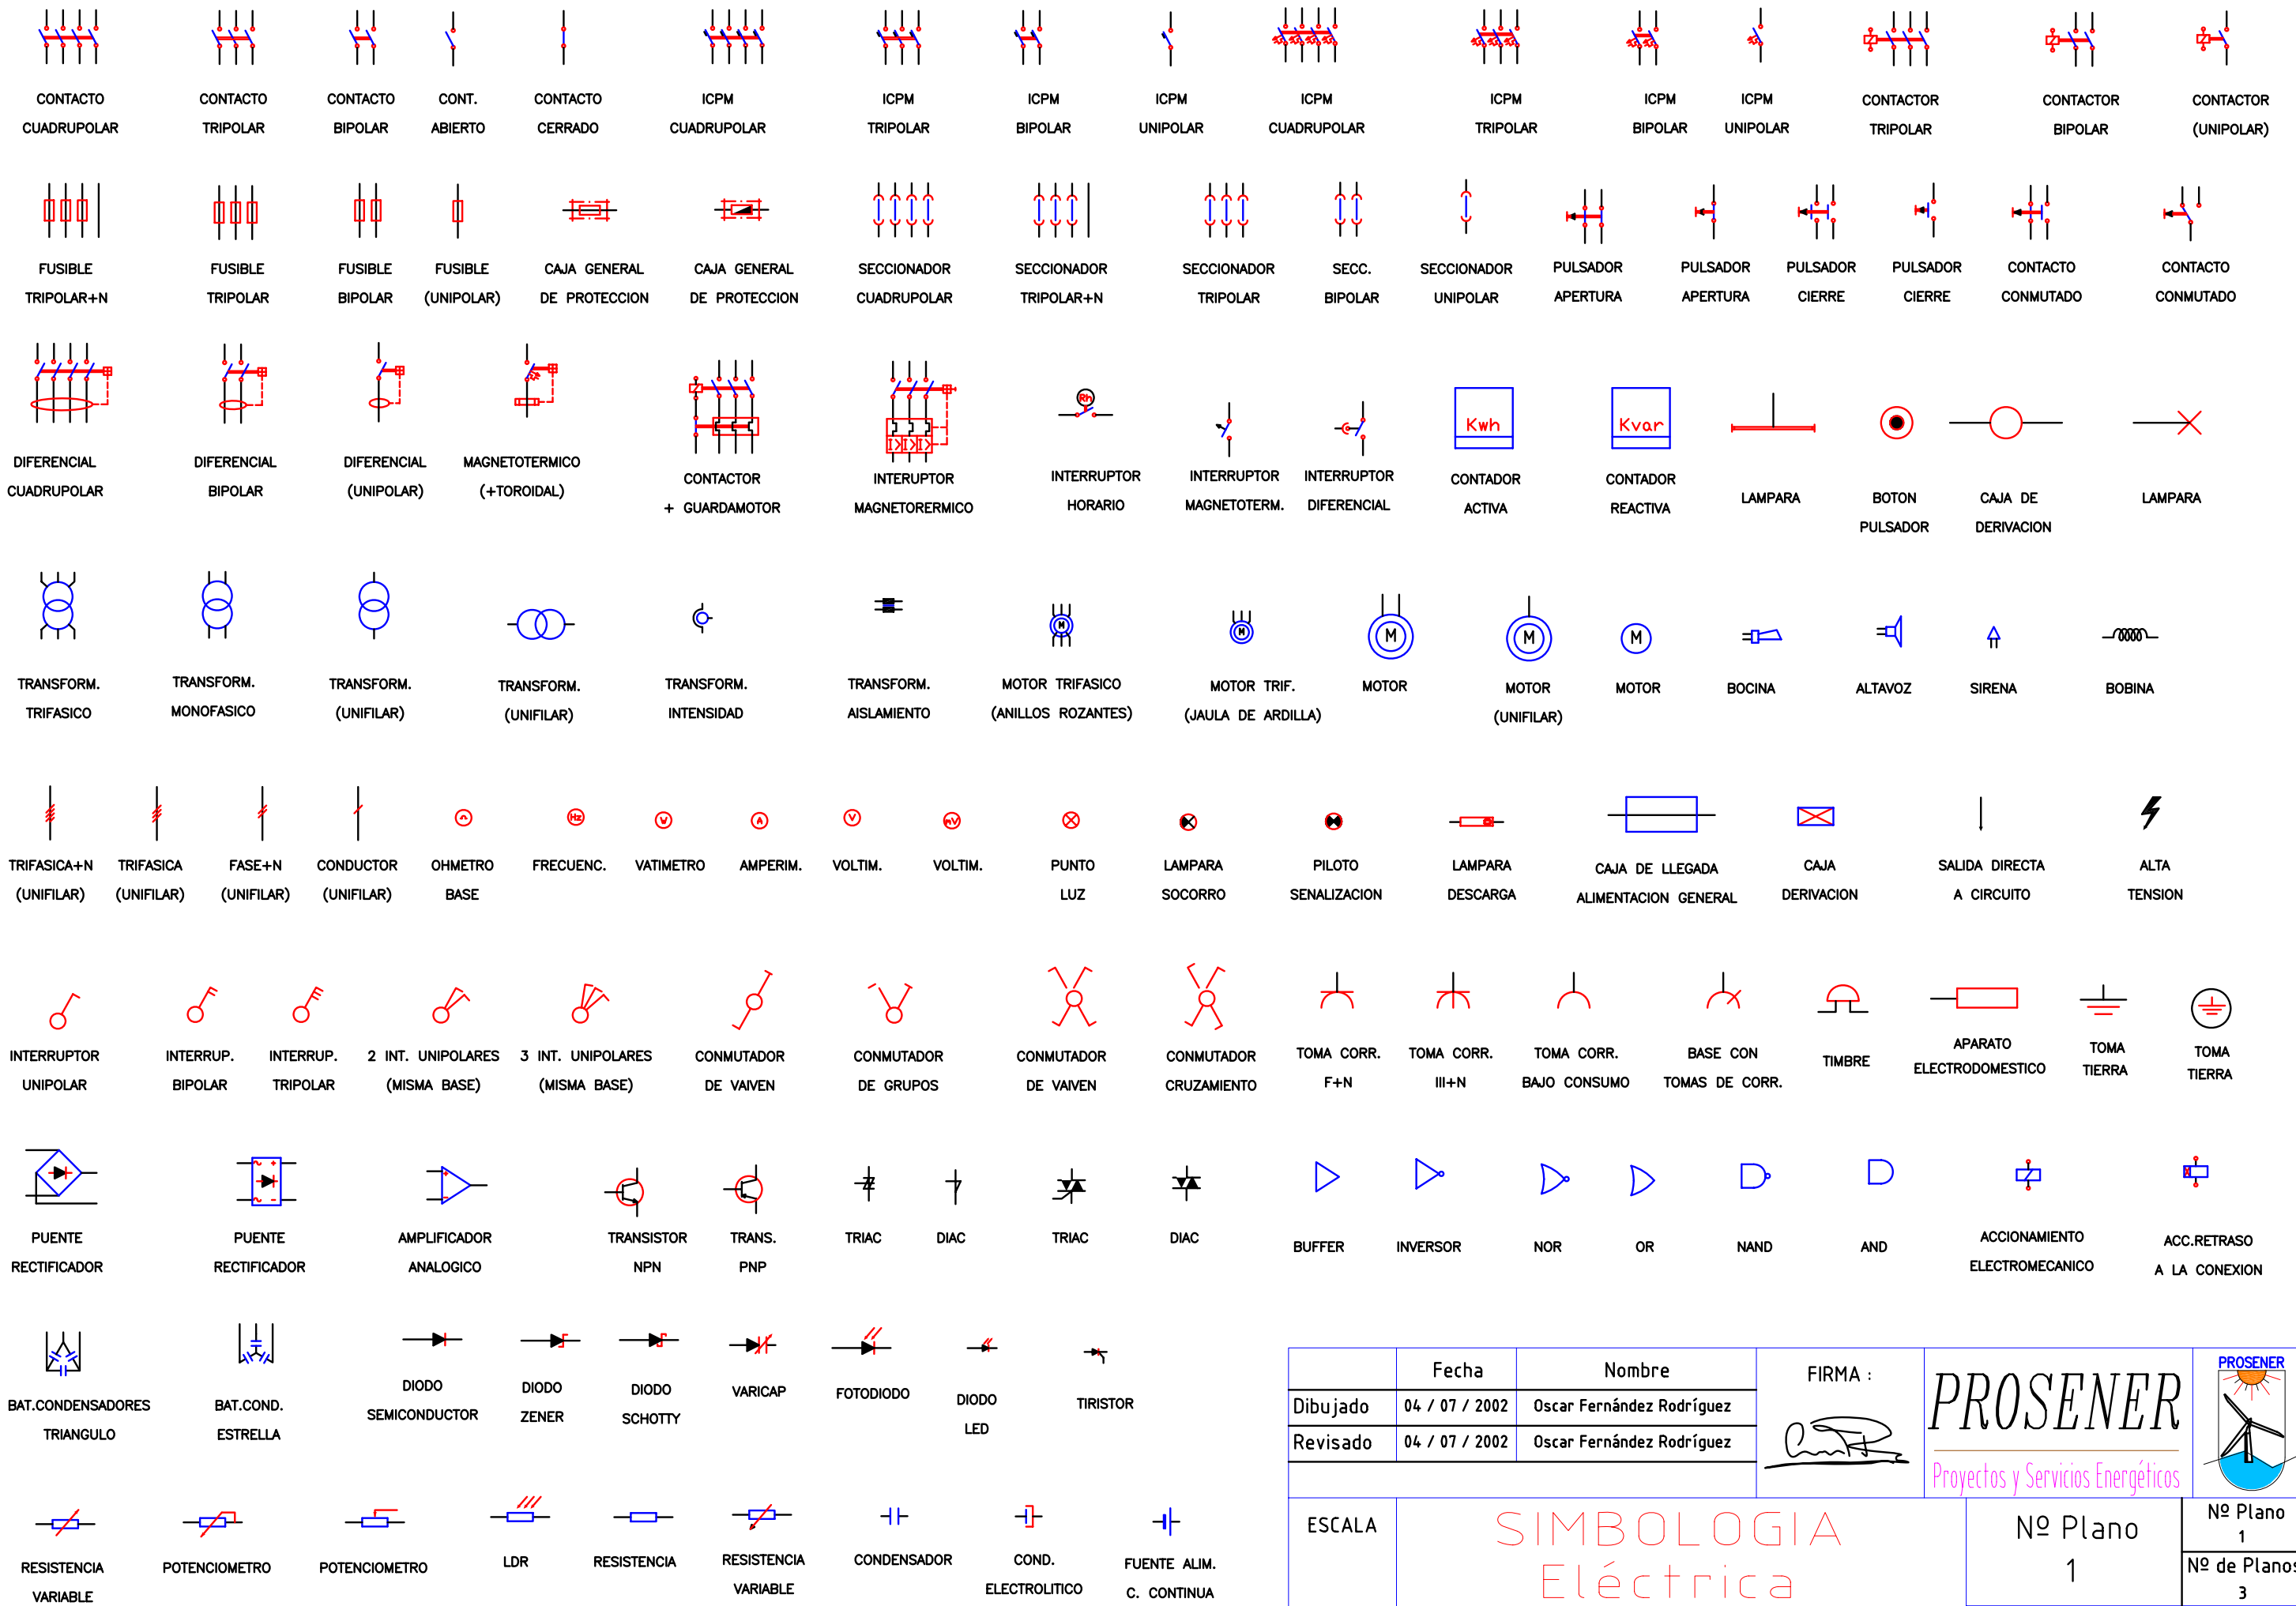 CONTACTO CONTACTO CONTACTO CONT. CONTACTO ICPM ICPM ICPM ICPM ICPM ICPM ICPM ICPM CONTACTOR CONTACTOR CONTACTOR
CUADRUPOLAR TRIPOLAR BIPOLAR ABIERTO CERRADO CUADRUPOLAR TRIPOLAR BIPOLAR UNIPOLAR CUADRUPOLAR TRIPOLAR BIPOLAR UNIPOLAR TRIPOLAR BIPOLAR (UNIPOLAR)
FUSIBLE FUSIBLE FUSIBLE FUSIBLE CAJA GENERAL CAJA GENERAL SECCIONADOR SECCIONADOR SECCIONADOR SECC. SECCIONADOR PULSADOR PULSADOR PULSADOR PULSADOR CONTACTO CONTACTO
TRIPOLAR+N TRIPOLAR BIPOLAR (UNIPOLAR) DE PROTECCION DE PROTECCION CUADRUPOLAR TRIPOLAR+N TRIPOLAR BIPOLAR UNIPOLAR APERTURA APERTURA CIERRE CIERRE CONMUTADO CONMUTADO
Rh Kwh Kvar
I> I> I>
DIFERENCIAL DIFERENCIAL DIFERENCIAL MAGNETOTERMICO CONTACTOR INTERUPTOR INTERRUPTOR INTERRUPTOR INTERRUPTOR CONTADOR CONTADOR LAMPARA BOTON CAJA DE LAMPARA
CUADRUPOLAR BIPOLAR (UNIPOLAR) (+TOROIDAL) + GUARDAMOTOR MAGNETORERMICO HORARIO MAGNETOTERM. DIFERENCIAL ACTIVA REACTIVA PULSADOR DERIVACION
M M M M M
TRANSFORM. TRANSFORM. TRANSFORM. TRANSFORM. TRANSFORM. TRANSFORM. MOTOR TRIFASICO MOTOR TRIF. MOTOR MOTOR MOTOR BOCINA ALTAVOZ SIRENA BOBINA
TRIFASICO MONOFASICO (UNIFILAR) (UNIFILAR) INTENSIDAD AISLAMIENTO (ANILLOS ROZANTES) (JAULA DE ARDILLA) (UNIFILAR)
Hz W A V mV
TRIFASICA+N TRIFASICA FASE+N CONDUCTOR OHMETRO FRECUENC. VATIMETRO AMPERIM. VOLTIM. VOLTIM. PUNTO LAMPARA PILOTO LAMPARA CAJA DE LLEGADA CAJA SALIDA DIRECTA ALTA
(UNIFILAR) (UNIFILAR) (UNIFILAR) (UNIFILAR) BASE LUZ SOCORRO SENALIZACION DESCARGA ALIMENTACION GENERAL DERIVACION A CIRCUITO TENSION
INTERRUPTOR INTERRUP. INTERRUP. 2 INT. UNIPOLARES 3 INT. UNIPOLARES CONMUTADOR CONMUTADOR CONMUTADOR CONMUTADOR TOMA CORR. TOMA CORR. TOMA CORR. BASE CON TIMBRE APARATO TOMA TOMA
UNIPOLAR BIPOLAR TRIPOLAR (MISMA BASE) (MISMA BASE) DE VAIVEN DE GRUPOS DE VAIVEN CRUZAMIENTO F+N III+N BAJO CONSUMO TOMAS DE CORR. ELECTRODOMESTICO TIERRA TIERRA
PUENTE PUENTE AMPLIFICADOR TRANSISTOR TRANS. TRIAC DIAC TRIAC DIAC BUFFER INVERSOR NOR OR NAND AND ACCIONAMIENTO ACC.RETRASO
RECTIFICADOR RECTIFICADOR ANALOGICO NPN PNP ELECTROMECANICO A LA CONEXION
BAT.CONDENSADORES BAT.COND. DIODO DIODO DIODO VARICAP FOTODIODO DIODO TIRISTOR
TRIANGULO ESTRELLA SEMICONDUCTOR ZENER SCHOTTY LED
RESISTENCIA POTENCIOMETRO POTENCIOMETRO LDR RESISTENCIA RESISTENCIA CONDENSADOR COND. FUENTE ALIM.
VARIABLE VARIABLE ELECTROLITICO C. CONTINUA
Fecha Nombre FIRMA : PROSENER PROSENER
Dibujado 04 / 07 / 2002 Oscar Fernández Rodríguez
Revisado 04 / 07 / 2002 Oscar Fernández Rodríguez
Proyectos y Servicios Energéticos
ESCALA SIMBOLOGIA Nº Plano Nº Plano
Eléctrica 1 1
Nº de Planos
3